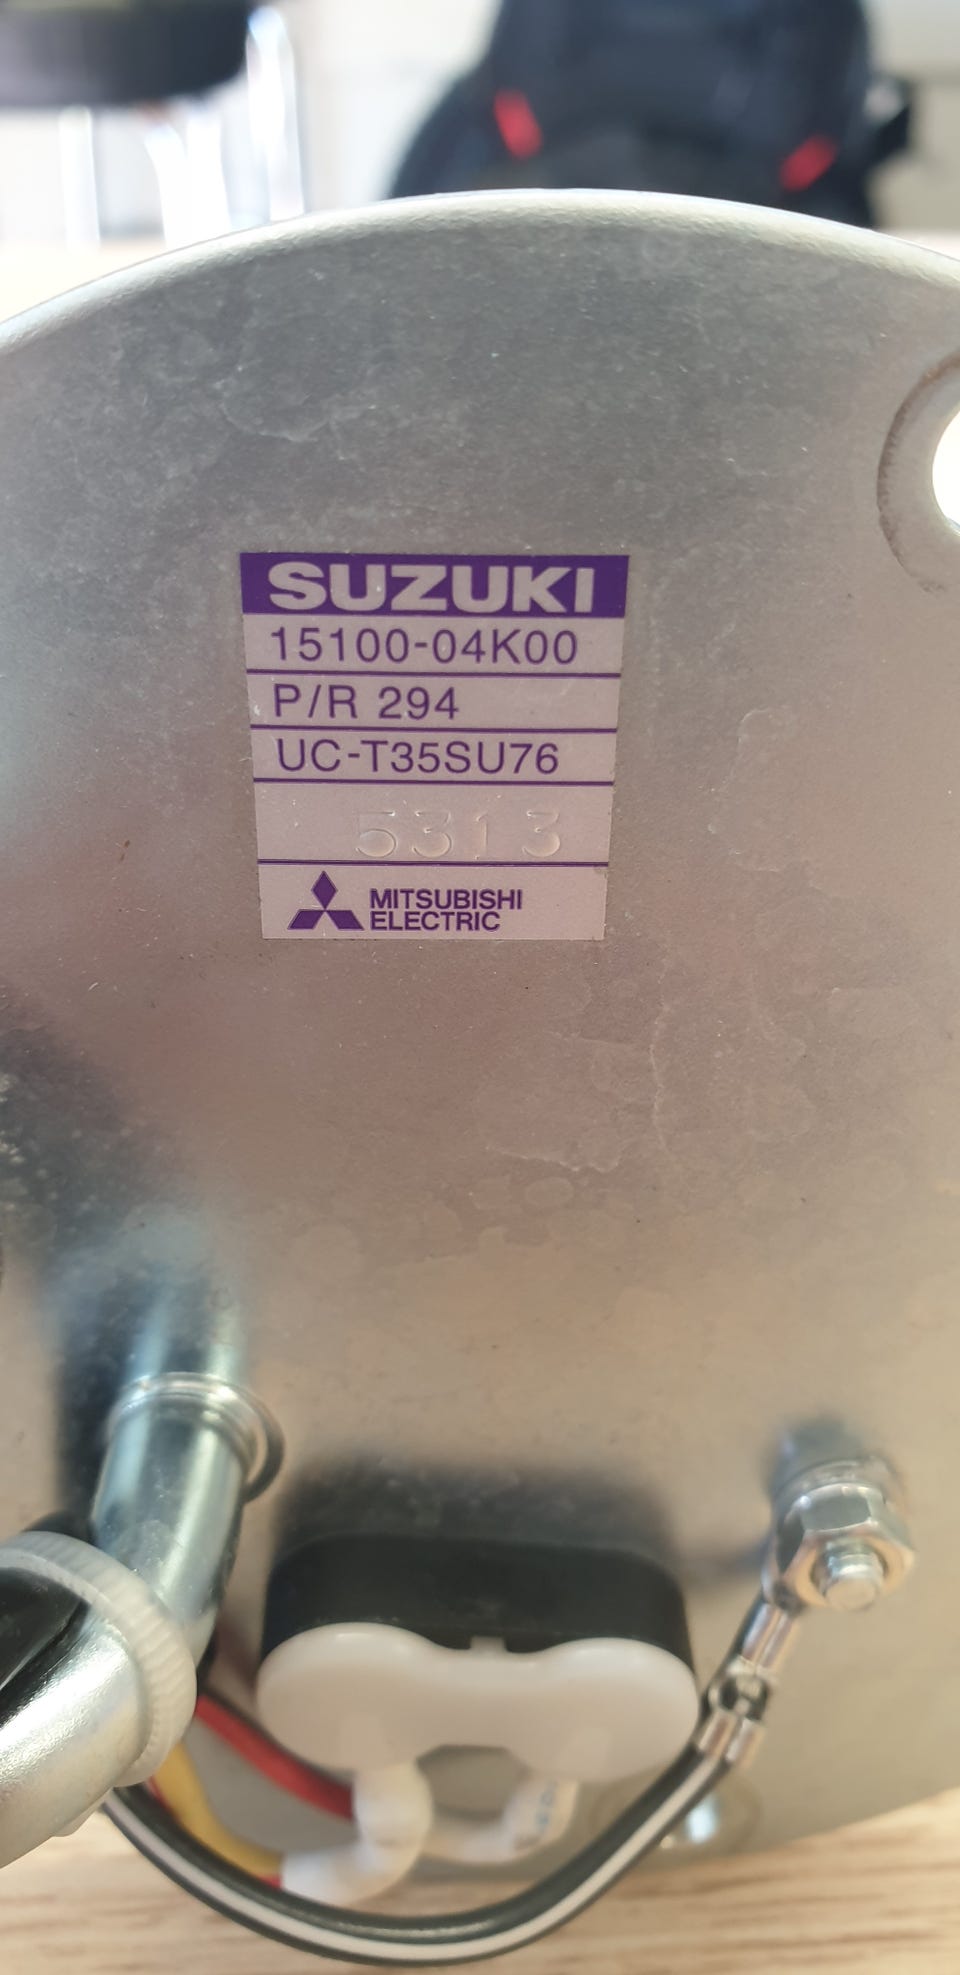 SUZUKI
15100-04K00
P/R 294
UC-T35SU76
5313
MITSUBISHI
ELECTRIC